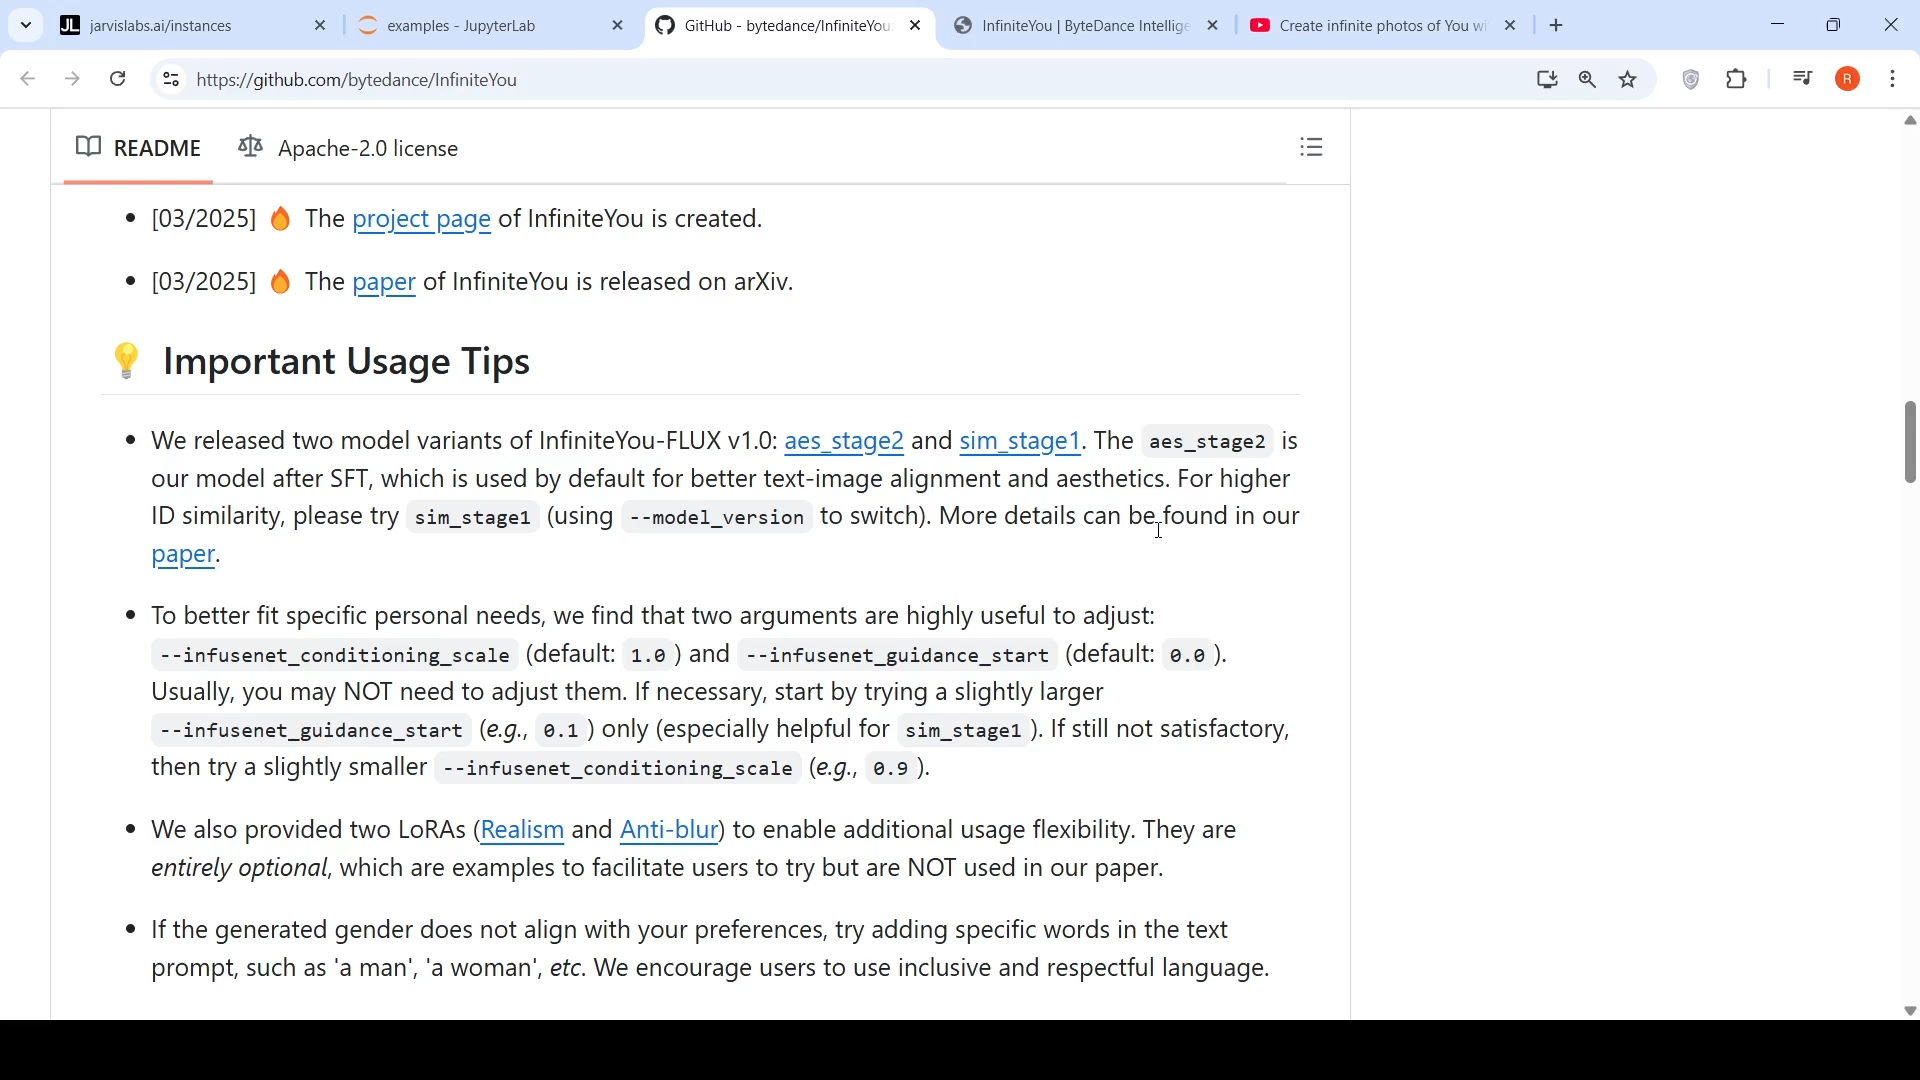 jarvislabs.ai/instances
examples - JupyterLab
GitHub - bytedance/InfiniteYou:
InfiniteYou | ByteDance Intellige
Create infinite photos of You wi
https://github.com/bytedance/InfiniteYou
R
README
Apache-2.0 license
• [03/2025] 🔥 The project page of InfiniteYou is created.
• [03/2025] 🔥 The paper of InfiniteYou is released on arXiv.
💡 Important Usage Tips
• We released two model variants of InfiniteYou-FLUX v1.0: aes_stage2 and sim_stage1. The aes_stage2 is
our model after SFT, which is used by default for better text-image alignment and aesthetics. For higher
ID similarity, please try sim_stage1 (using --model_version to switch). More details can be found in our
paper.
• To better fit specific personal needs, we find that two arguments are highly useful to adjust:
--infusenet_conditioning_scale (default: 1.0 ) and --infusenet_guidance_start (default: 0.0 ).
Usually, you may NOT need to adjust them. If necessary, start by trying a slightly larger
--infusenet_guidance_start (e.g., 0.1 ) only (especially helpful for sim_stage1 ). If still not satisfactory,
then try a slightly smaller --infusenet_conditioning_scale (e.g., 0.9 ).
• We also provided two LoRAs (Realism and Anti-blur) to enable additional usage flexibility. They are
entirely optional, which are examples to facilitate users to try but are NOT used in our paper.
• If the generated gender does not align with your preferences, try adding specific words in the text
prompt, such as 'a man', 'a woman', etc. We encourage users to use inclusive and respectful language.